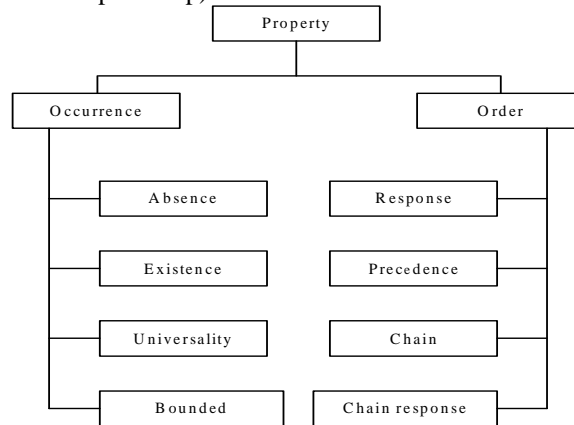 Property
Occurrence
Order
Absence
Response
Existence
Precedence
Universality
Chain
Bounded
Chain response